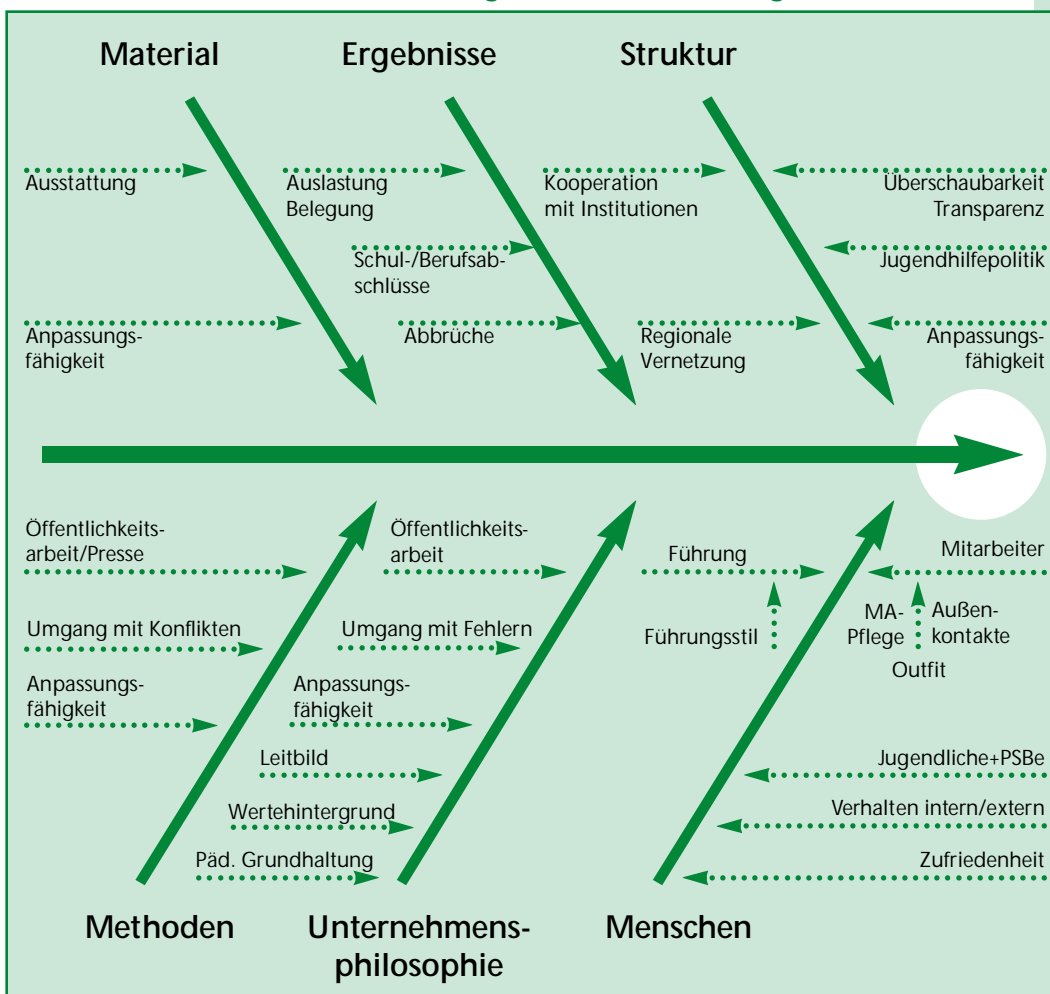 Material
Ergebnisse
Struktur
Ausstattung
Auslastung
Belegung
Kooperation
mit Institutionen
Überschaubarkeit
Transparenz
Schul-/Berufsab-
schlüsse
Jugendhilfepolitik
Anpassungs-
fähigkeit
Abbrüche
Regionale
Vernetzung
Anpassungs-
fähigkeit
Öffentlichkeits-
arbeit/Presse
Öffentlichkeits-
arbeit
Führung
Mitarbeiter
Umgang mit Konflikten
Umgang mit Fehlern
Führungsstil
MA-
Pflege
Außen-
kontakte
Outfit
Anpassungs-
fähigkeit
Anpassungs-
fähigkeit
Leitbild
Jugendliche+PSBe
Wertehintergrund
Verhalten intern/extern
Päd. Grundhaltung
Zufriedenheit
Methoden
Unternehmens-
philosophie
Menschen